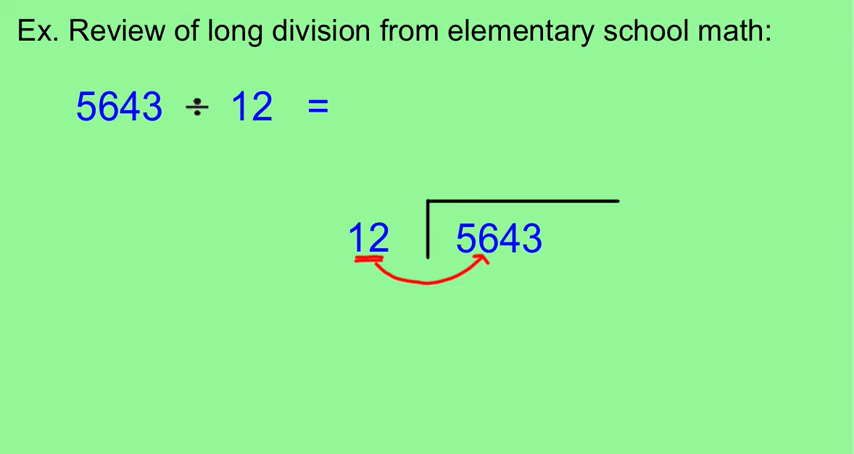 Ex. Review of long division from elementary school math:
5643 ÷ 12 =
12 5643